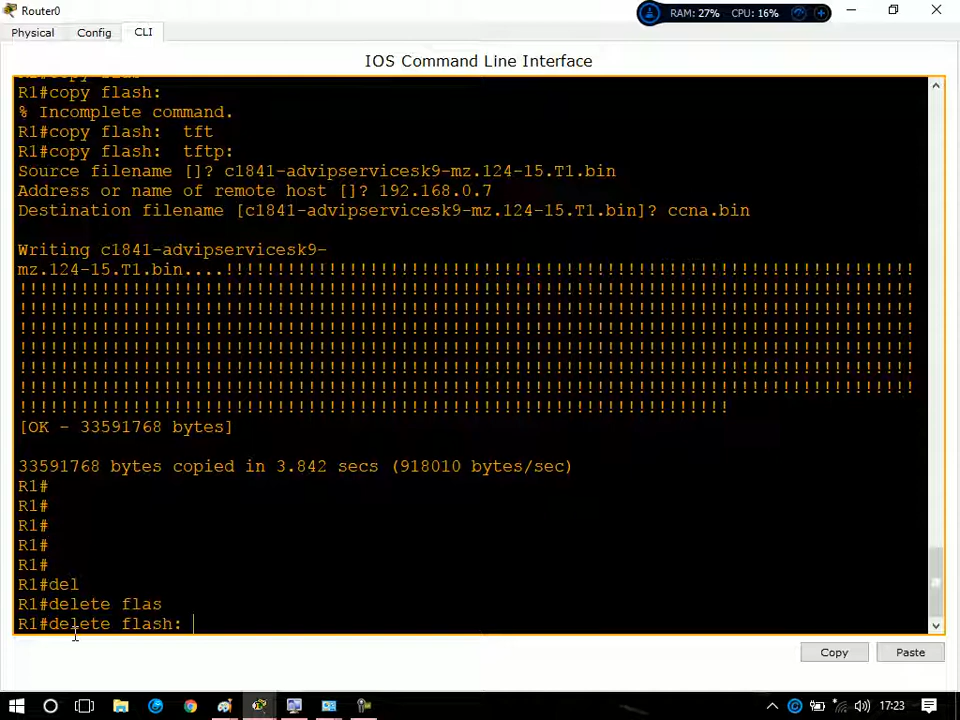 Router0
RAM: 27% CPU: 16%
Physical Config CLI
IOS Command Line Interface
R1#copy flash:
% Incomplete command.
R1#copy flash:  tft
R1#copy flash:  tftp:
Source filename []? c1841-advipservicesk9-mz.124-15.T1.bin
Address or name of remote host []? 192.168.0.7
Destination filename [c1841-advipservicesk9-mz.124-15.T1.bin]? ccna.bin
Writing c1841-advipservicesk9-
mz.124-15.T1.bin....!!!!!!!!!!!!!!!!!!!!!!!!!!!!!!!!!!!!!!!!!!!!!!!!!!!!!!!!!!!!!!!!!!!
!!!!!!!!!!!!!!!!!!!!!!!!!!!!!!!!!!!!!!!!!!!!!!!!!!!!!!!!!!!!!!!!!!!!!!!!!!!!!!!!!!!!!!!
!!!!!!!!!!!!!!!!!!!!!!!!!!!!!!!!!!!!!!!!!!!!!!!!!!!!!!!!!!!!!!!!!!!!!!!!!!!!!!!!!!!!!!!
!!!!!!!!!!!!!!!!!!!!!!!!!!!!!!!!!!!!!!!!!!!!!!!!!!!!!!!!!!!!!!!!!!!!!!!!!!!!!!!!!!!!!!!
!!!!!!!!!!!!!!!!!!!!!!!!!!!!!!!!!!!!!!!!!!!!!!!!!!!!!!!!!!!!!!!!!!!!!!!!!!!!!!!!!!!!!!!
!!!!!!!!!!!!!!!!!!!!!!!!!!!!!!!!!!!!!!!!!!!!!!!!!!!!!!!!!!!!!!!!!!!!!!!!!!!!!!!!!!!!!!!
!!!!!!!!!!!!!!!!!!!!!!!!!!!!!!!!!!!!!!!!!!!!!!!!!!!!!!!!!!!!!!!!!!!!!!!!!!!!!!!!!!!!!!!
!!!!!!!!!!!!!!!!!!!!!!!!!!!!!!!!!!!!!!!!!!!!!!!!!!!!!!!!!!!!!!!!!!!!!
[OK - 33591768 bytes]
33591768 bytes copied in 3.842 secs (918010 bytes/sec)
R1#
R1#
R1#
R1#
R1#
R1#del
R1#delete flas
R1#delete flash:
Copy Paste
17:23